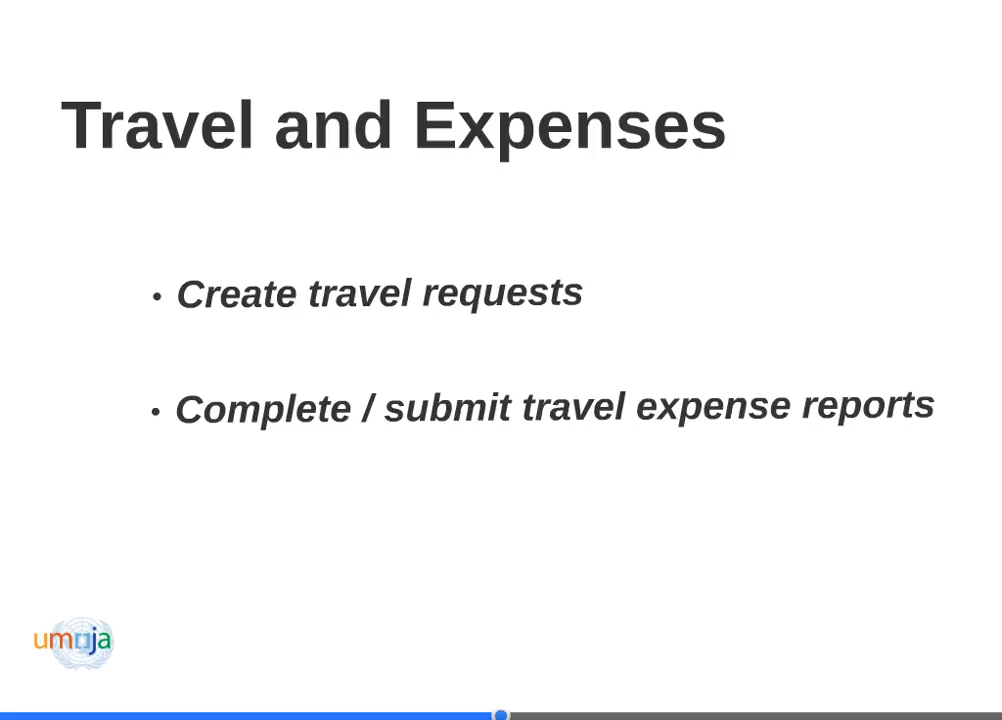 Travel and Expenses
• Create travel requests
• Complete / submit travel expense reports
umoja